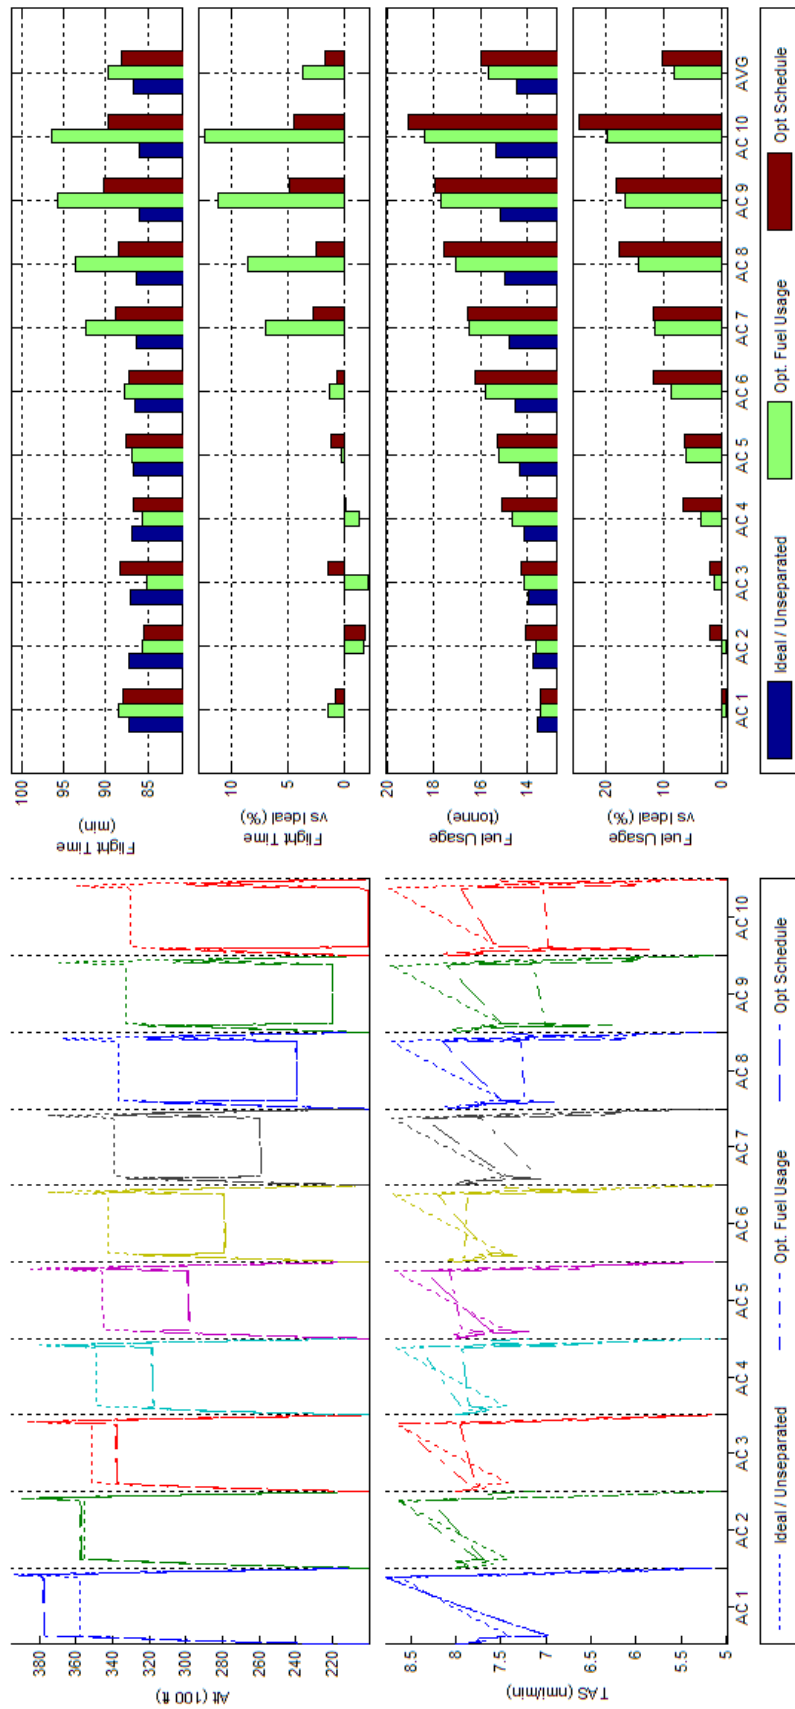 Alt (100 ft)
380
340
300
260
220
TAS (nmi/min)
8.5
8
7.5
7
6.5
6
5.5
5
AC 1 AC 2 AC 3 AC 4 AC 5 AC 6 AC 7 AC 8 AC 9 AC 10
Ideal / Unseparated Opt. Fuel Usage Opt Schedule
Flight Time
(min)
100
95
90
85
Flight Time
vs Ideal (%)
10
5
0
Fuel Usage
(tonne)
20
18
16
14
Fuel Usage
vs Ideal (%)
20
10
0
AC 1 AC 2 AC 3 AC 4 AC 5 AC 6 AC 7 AC 8 AC 9 AC 10 AVG
Ideal / Unseparated Opt. Fuel Usage Opt Schedule